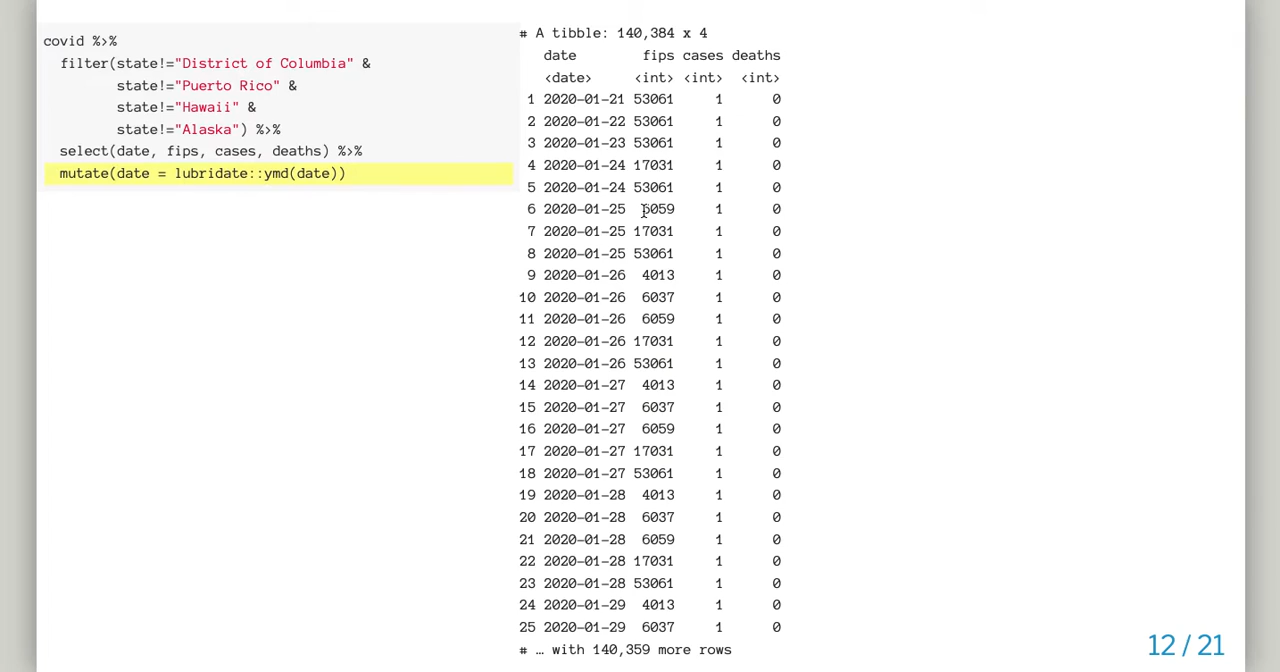 covid %>%
filter(state!="District of Columbia" &
state!="Puerto Rico" &
state!="Hawaii" &
state!="Alaska") %>%
select(date, fips, cases, deaths) %>%
mutate(date = lubridate::ymd(date))
# A tibble: 140,384 x 4
date fips cases deaths
<date> <int> <int> <int>
1 2020-01-21 53061 1 0
2 2020-01-22 53061 1 0
3 2020-01-23 53061 1 0
4 2020-01-24 17031 1 0
5 2020-01-24 53061 1 0
6 2020-01-25 6059 1 0
7 2020-01-25 17031 1 0
8 2020-01-25 53061 1 0
9 2020-01-26 4013 1 0
10 2020-01-26 6037 1 0
11 2020-01-26 6059 1 0
12 2020-01-26 17031 1 0
13 2020-01-26 53061 1 0
14 2020-01-27 4013 1 0
15 2020-01-27 6037 1 0
16 2020-01-27 6059 1 0
17 2020-01-27 17031 1 0
18 2020-01-27 53061 1 0
19 2020-01-28 4013 1 0
20 2020-01-28 6037 1 0
21 2020-01-28 6059 1 0
22 2020-01-28 17031 1 0
23 2020-01-28 53061 1 0
24 2020-01-29 4013 1 0
25 2020-01-29 6037 1 0
# … with 140,359 more rows
12 / 21